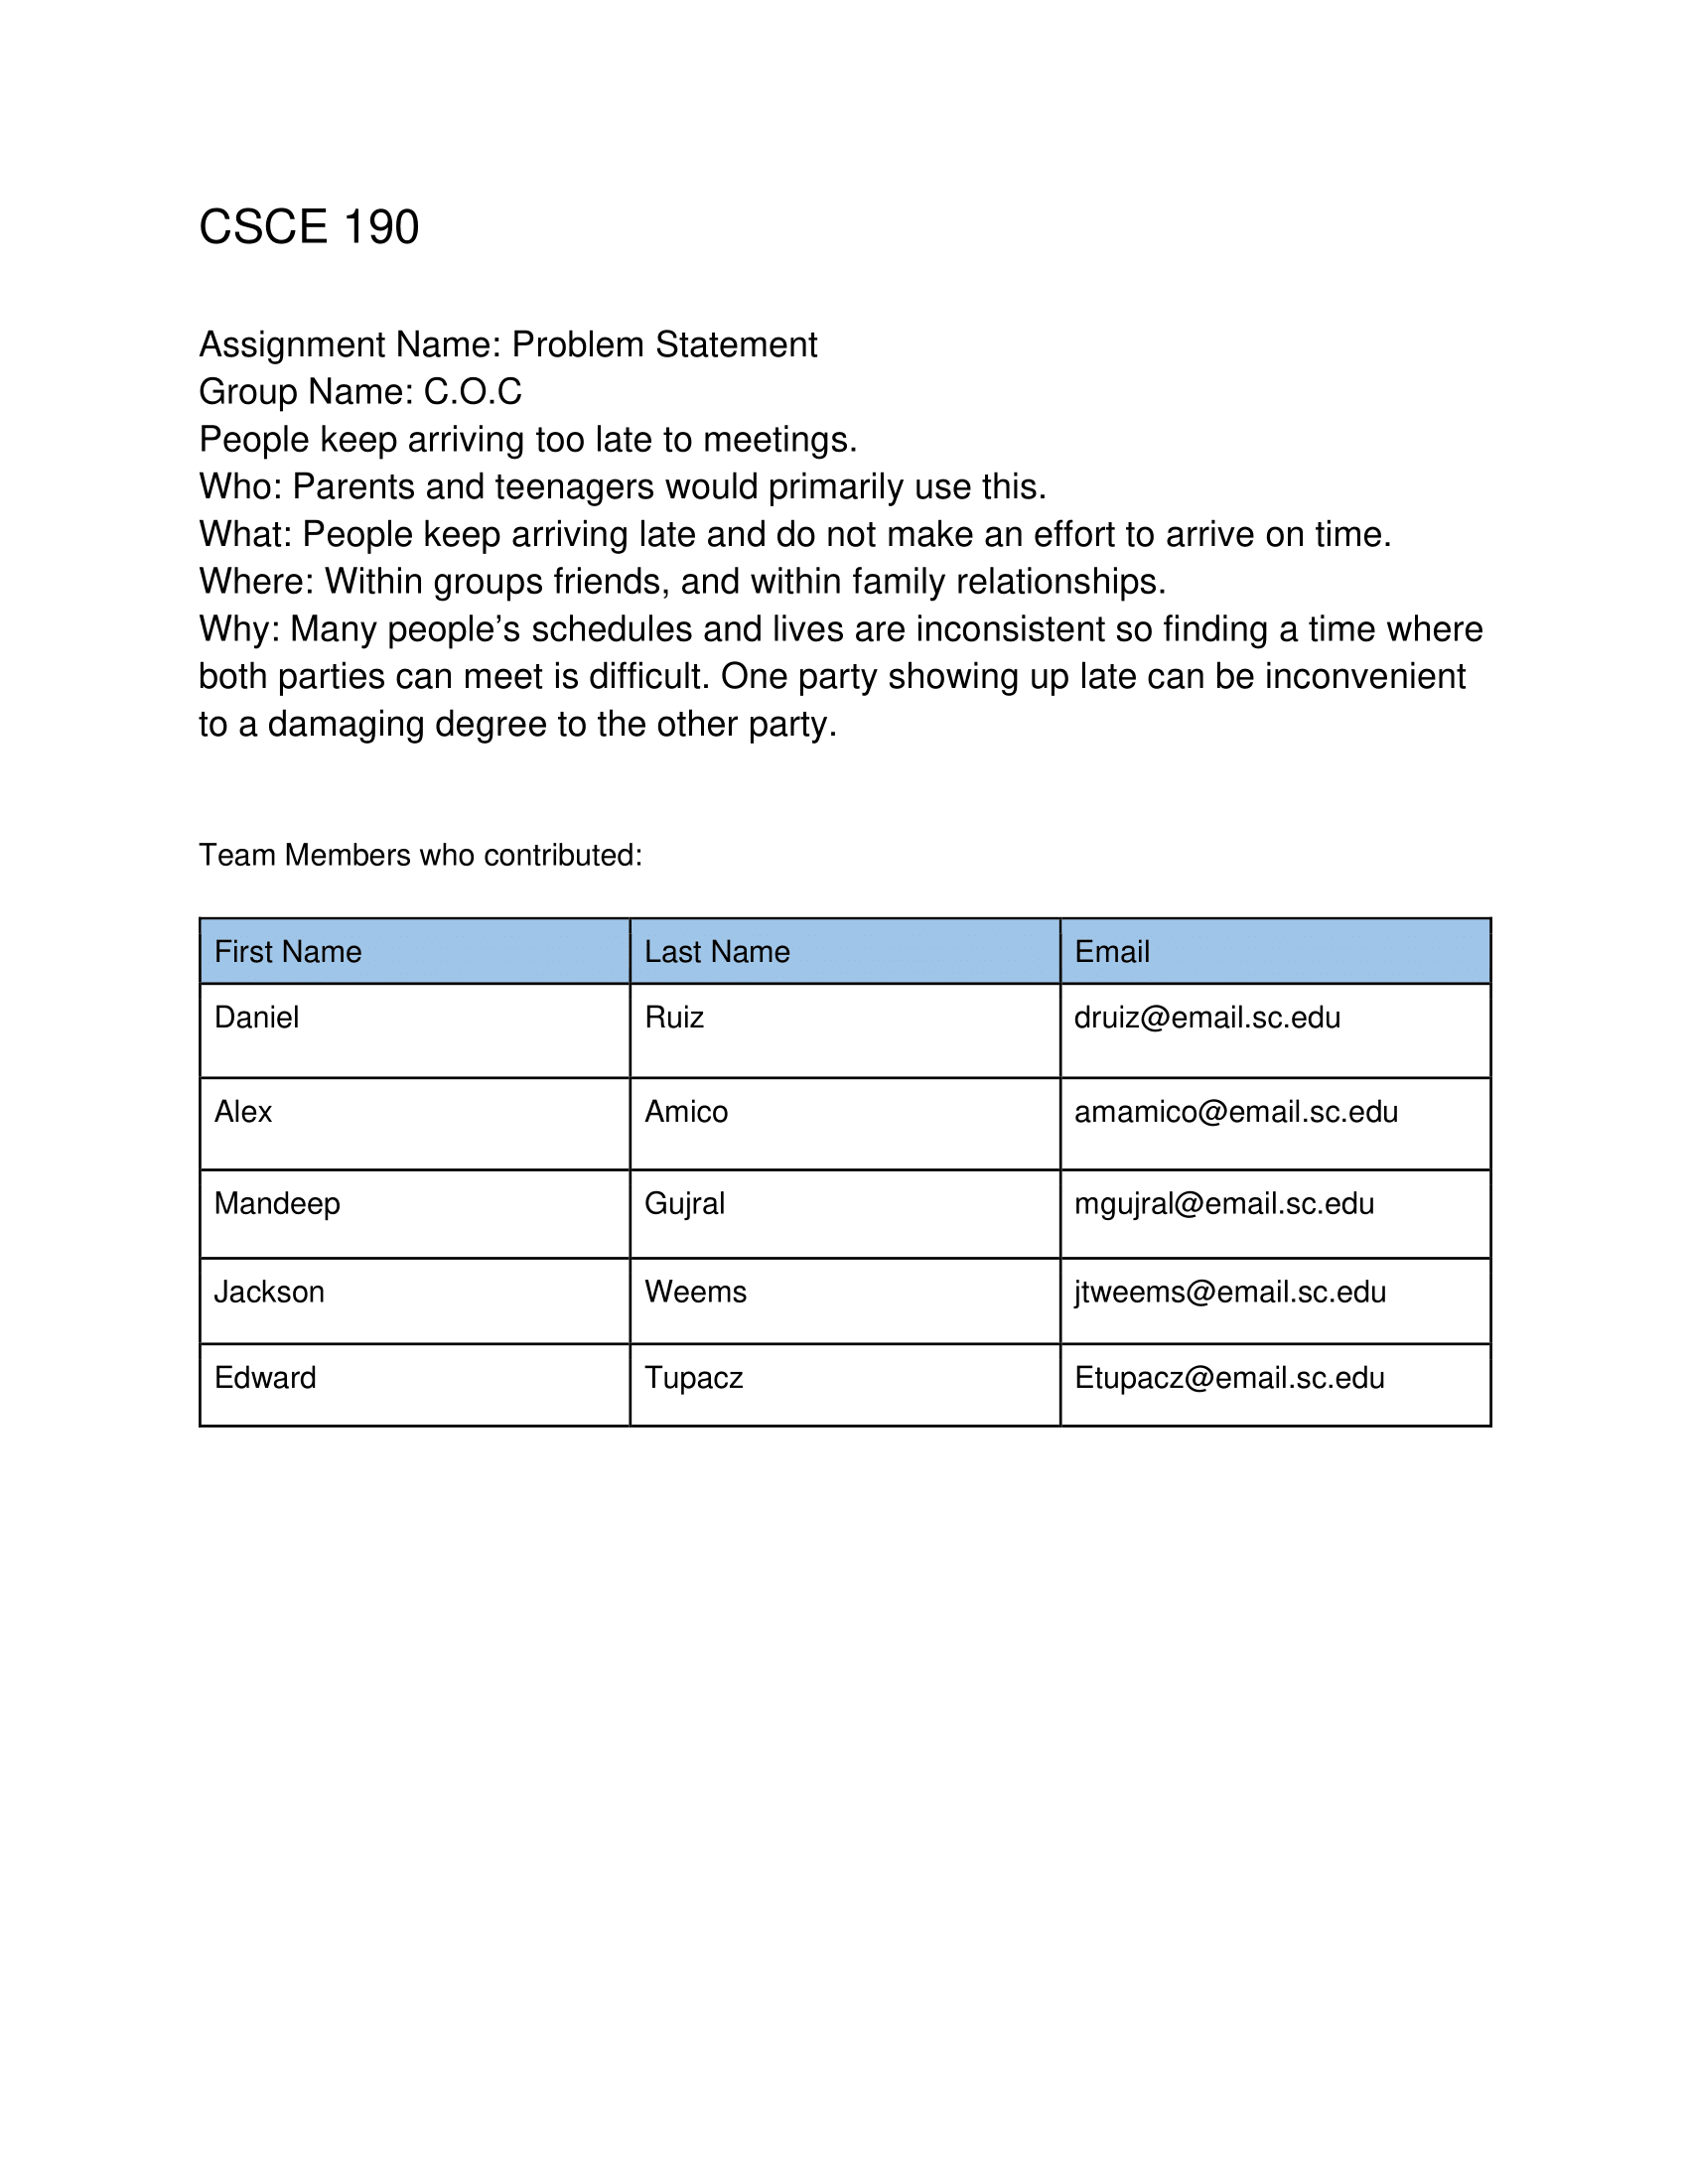 CSCE 190
Assignment Name: Problem Statement
Group Name: C.O.C
People keep arriving too late to meetings.
Who: Parents and teenagers would primarily use this.
What: People keep arriving late and do not make an effort to arrive on time.
Where: Within groups friends, and within family relationships.
Why: Many people’s schedules and lives are inconsistent so finding a time where
both parties can meet is difficult. One party showing up late can be inconvenient
to a damaging degree to the other party.
Team Members who contributed:
First Name Last Name Email
Daniel Ruiz druiz@email.sc.edu
Alex Amico amamico@email.sc.edu
Mandeep Gujral mgujral@email.sc.edu
Jackson Weems jtweems@email.sc.edu
Edward Tupacz Etupacz@email.sc.edu